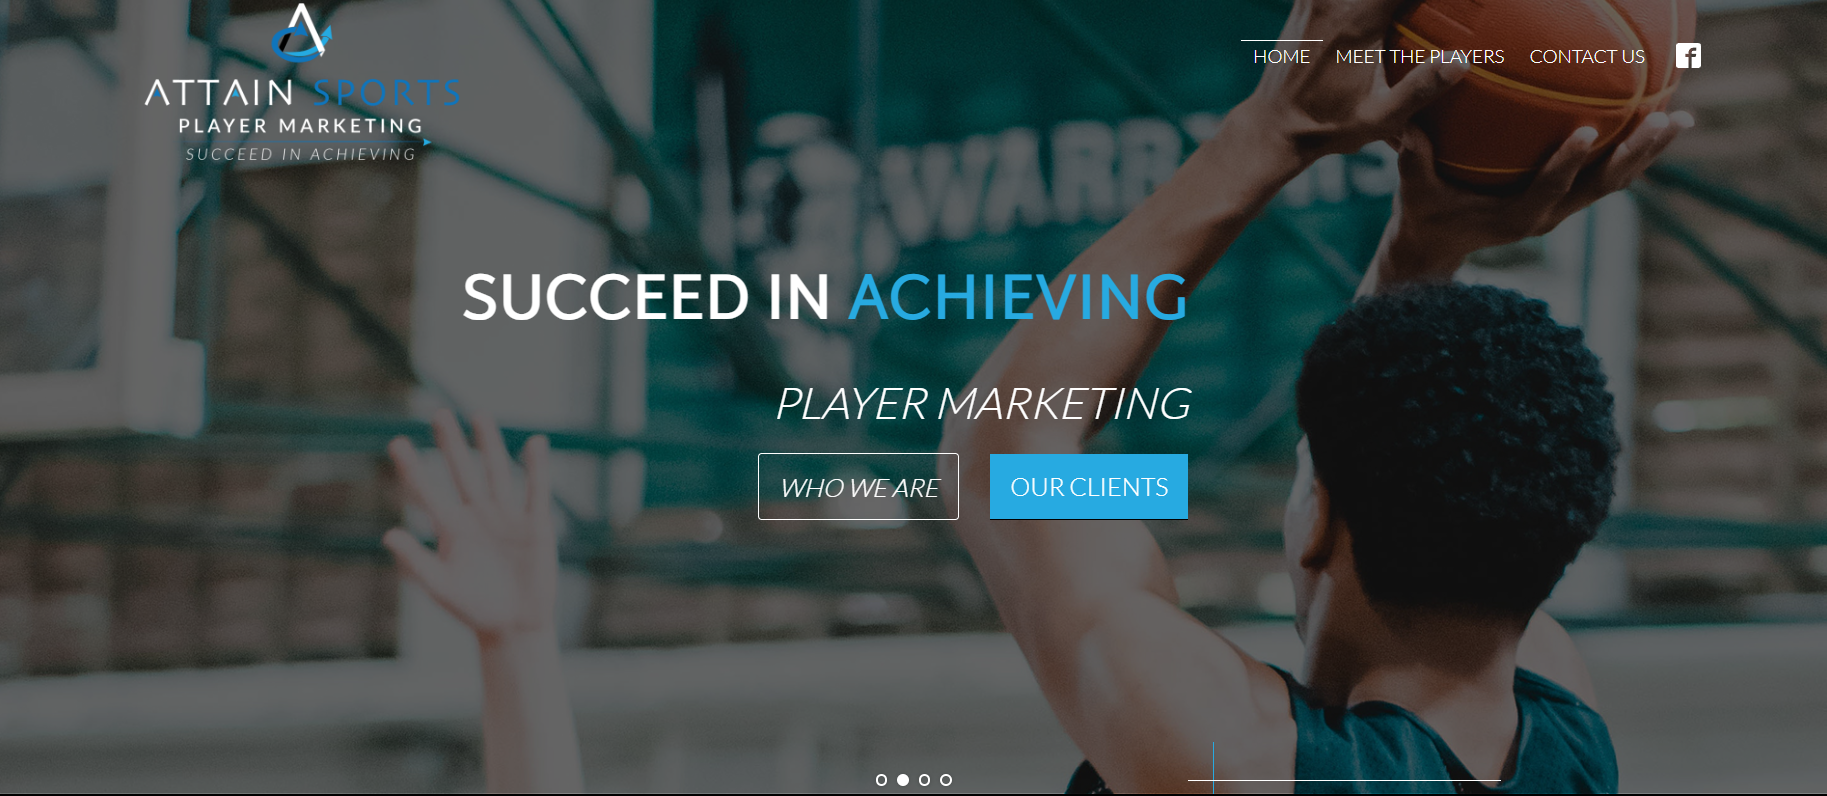 ATTAIN SPORTS
PLAYER MARKETING
SUCCEED IN ACHIEVING
HOME
MEET THE PLAYERS
CONTACT US
SUCCEED IN ACHIEVING
PLAYER MARKETING
WHO WE ARE
OUR CLIENTS